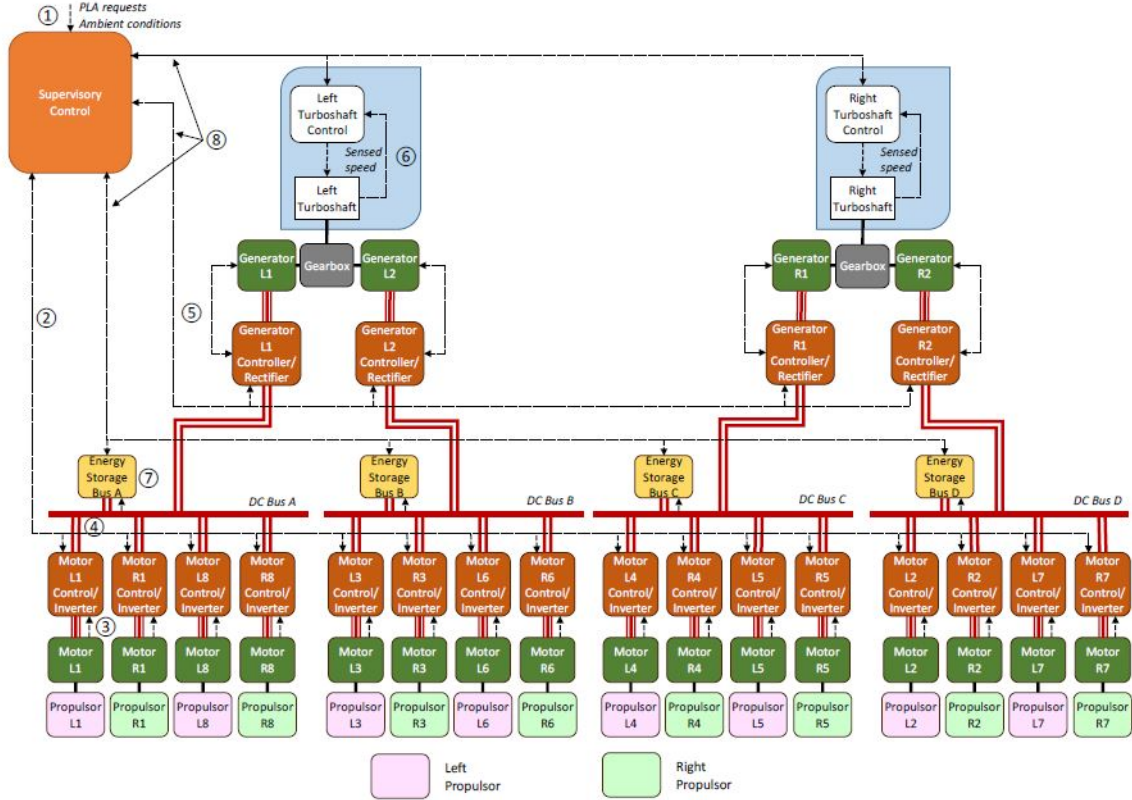 ① PLA requests
Ambient conditions
Supervisory
Control
⑧
Left
Turboshaft
Control
Sensed
speed
⑥
Left
Turboshaft
Right
Turboshaft
Control
Sensed
speed
Right
Turboshaft
Generator
L1
Gearbox
Generator
L2
Generator
R1
Gearbox
Generator
R2
②
⑤
Generator
L1
Controller/
Rectifier
Generator
L2
Controller/
Rectifier
Generator
R1
Controller/
Rectifier
Generator
R2
Controller/
Rectifier
Energy
Storage
Bus A
⑦
Energy
Storage
Bus B
Energy
Storage
Bus C
Energy
Storage
Bus D
DC Bus A
DC Bus B
DC Bus C
DC Bus D
④
Motor
L1
Control/
Inverter
Motor
R1
Control/
Inverter
Motor
L8
Control/
Inverter
Motor
R8
Control/
Inverter
Motor
L3
Control/
Inverter
Motor
R3
Control/
Inverter
Motor
L6
Control/
Inverter
Motor
R6
Control/
Inverter
Motor
L4
Control/
Inverter
Motor
R4
Control/
Inverter
Motor
L5
Control/
Inverter
Motor
R5
Control/
Inverter
Motor
L2
Control/
Inverter
Motor
R2
Control/
Inverter
Motor
L7
Control/
Inverter
Motor
R7
Control/
Inverter
③
Motor
L1
Motor
R1
Motor
L8
Motor
R8
Motor
L3
Motor
R3
Motor
L6
Motor
R6
Motor
L4
Motor
R4
Motor
L5
Motor
R5
Motor
L2
Motor
R2
Motor
L7
Motor
R7
Propulsor
L1
Propulsor
R1
Propulsor
L8
Propulsor
R8
Propulsor
L3
Propulsor
R3
Propulsor
L6
Propulsor
R6
Propulsor
L4
Propulsor
R4
Propulsor
L5
Propulsor
R5
Propulsor
L2
Propulsor
R2
Propulsor
L7
Propulsor
R7
Left
Propulsor
Right
Propulsor